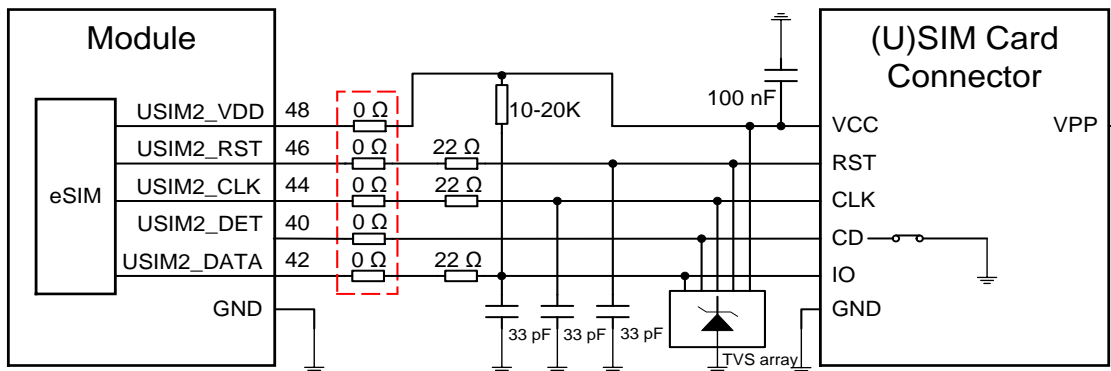 Module
(U)SIM Card
Connector
100 nF
10-20K
USIM2_VDD 48 0 Ω
VCC VPP
USIM2_RST 46 0 Ω 22 Ω
RST
eSIM
USIM2_CLK 44 0 Ω 22 Ω
CLK
USIM2_DET 40 0 Ω
CD
USIM2_DATA 42 0 Ω 22 Ω
IO
GND
GND
33 pF 33 pF 33 pF
TVS array